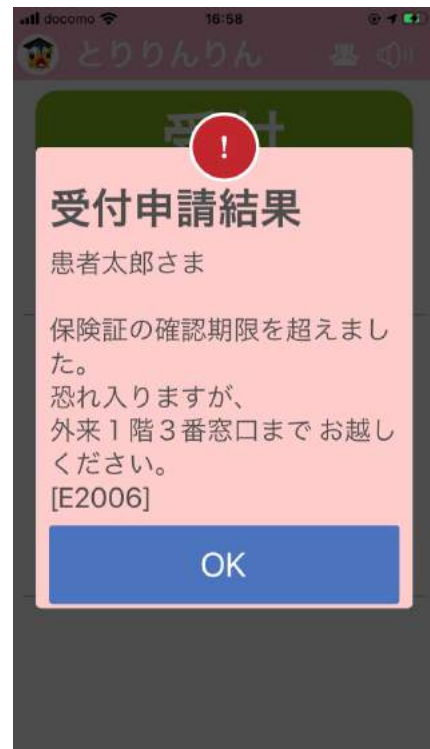 docomo 16:58
とりりんりん
受付
!
受付申請結果
患者太郎さま
保険証の確認期限を超えまし
た。
恐れ入りますが、
外来1階3番窓口まで お越し
ください。
[E2006]
OK